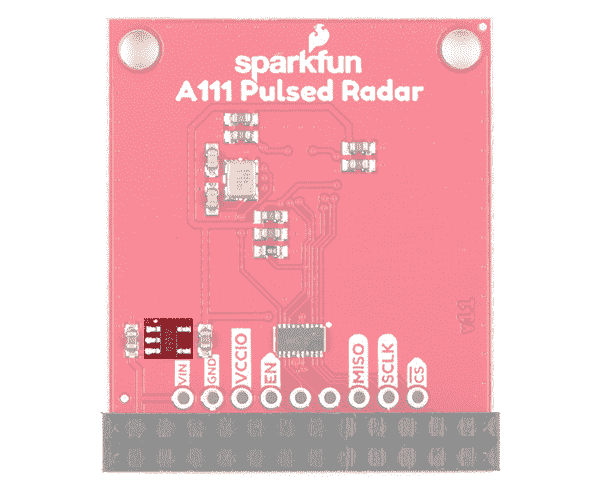 sparkfun
A111 Pulsed Radar
VIN
GND
VCCIO
EN
MISO
SCLK
CS